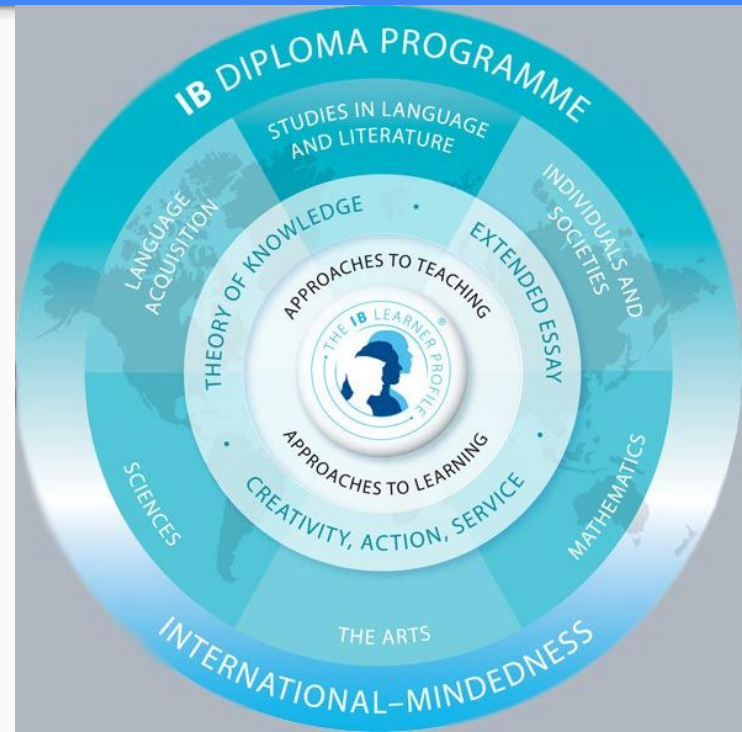 IB DIPLOMA PROGRAMME
STUDIES IN LANGUAGE
AND LITERATURE
LANGUAGE
ACQUISITION
INDIVIDUALS AND
SOCIETIES
THEORY OF KNOWLEDGE
EXTENDED ESSAY
APPROACHES TO TEACHING
• THE IB LEARNER PROFILE •
®
APPROACHES TO LEARNING
CREATIVITY, ACTION, SERVICE
SCIENCES
MATHEMATICS
THE ARTS
INTERNATIONAL–MINDEDNESS